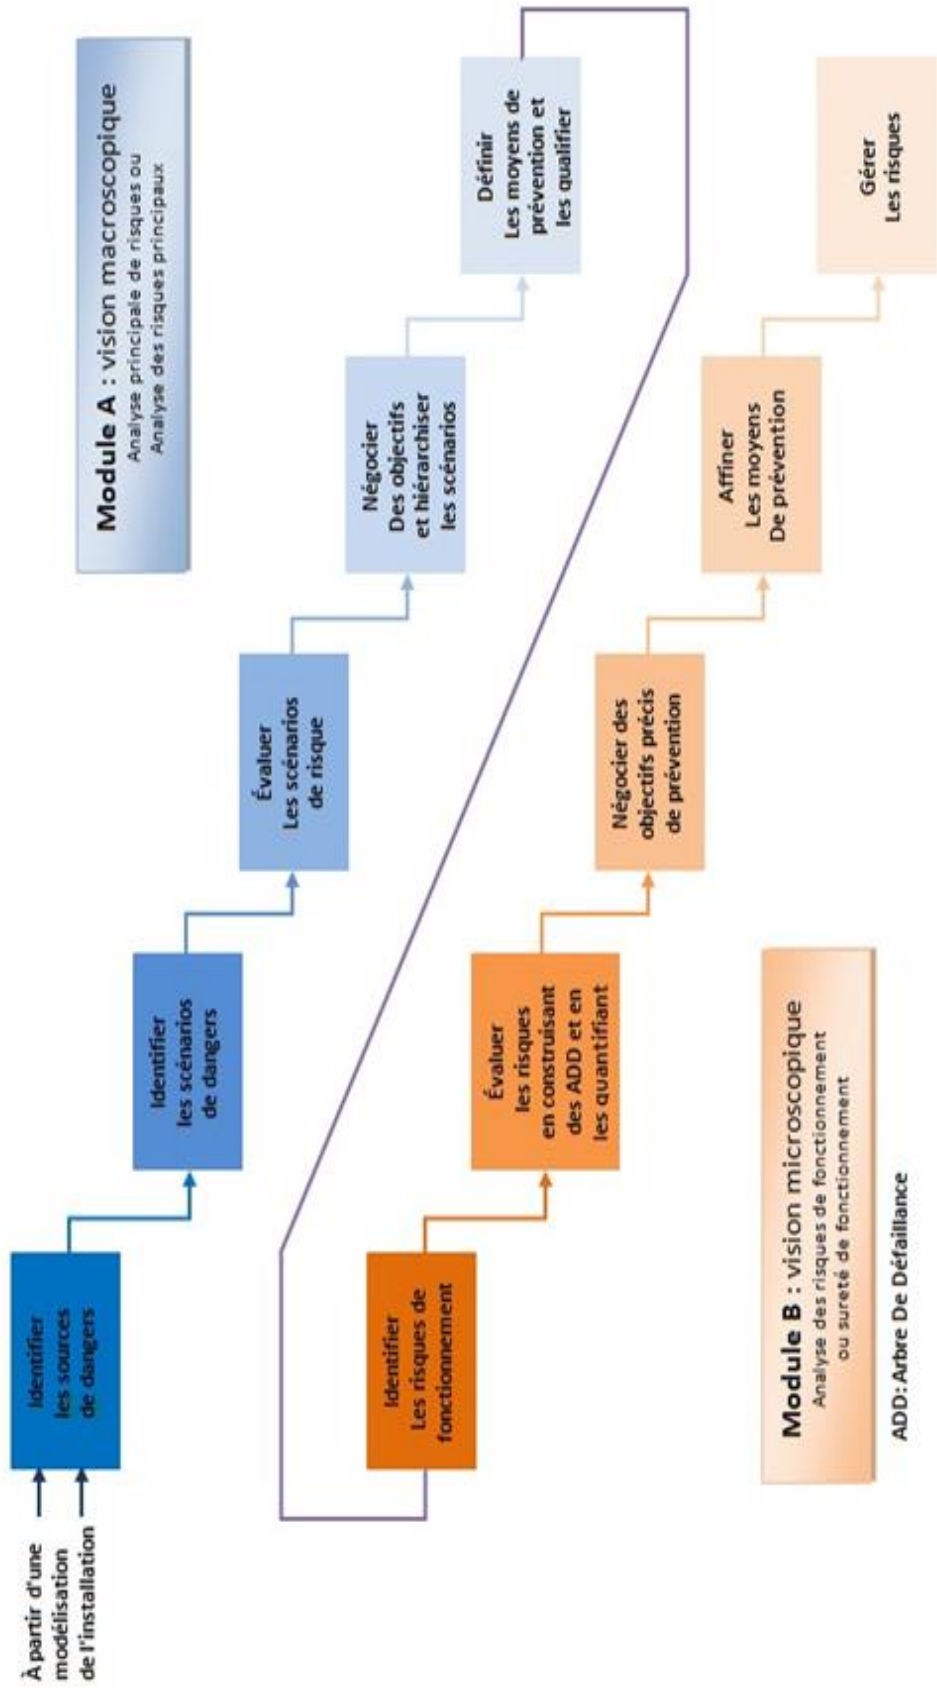 À partir d'une
modélisation
de l'installation
Identifier
les sources
de dangers
Identifier
les scénarios
de dangers
Évaluer
Les scénarios
de risque
Négocier
Des objectifs
et hiérarchiser
les scénarios
Définir
Les moyens de
prévention et
les qualifier
Module A : vision macroscopique
Analyse principale de risques ou
Analyse des risques principaux
Identifier
Les risques de
fonctionnement
Évaluer
les risques
en construisant
des ADD et en
les quantifiant
Négocier des
objectifs précis
de prévention
Affiner
Les moyens
De prévention
Gérer
Les risques
Module B : vision microscopique
Analyse des risques de fonctionnement
ou sureté de fonctionnement
ADD: Arbre De Défaillance